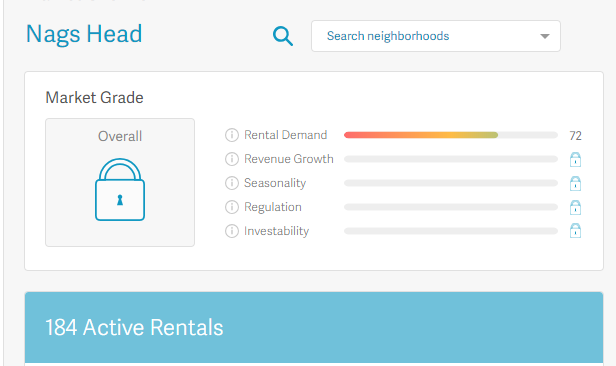 Nags Head
Search neighborhoods
Market Grade
Overall
Rental Demand 72
Revenue Growth
Seasonality
Regulation
Investability
184 Active Rentals